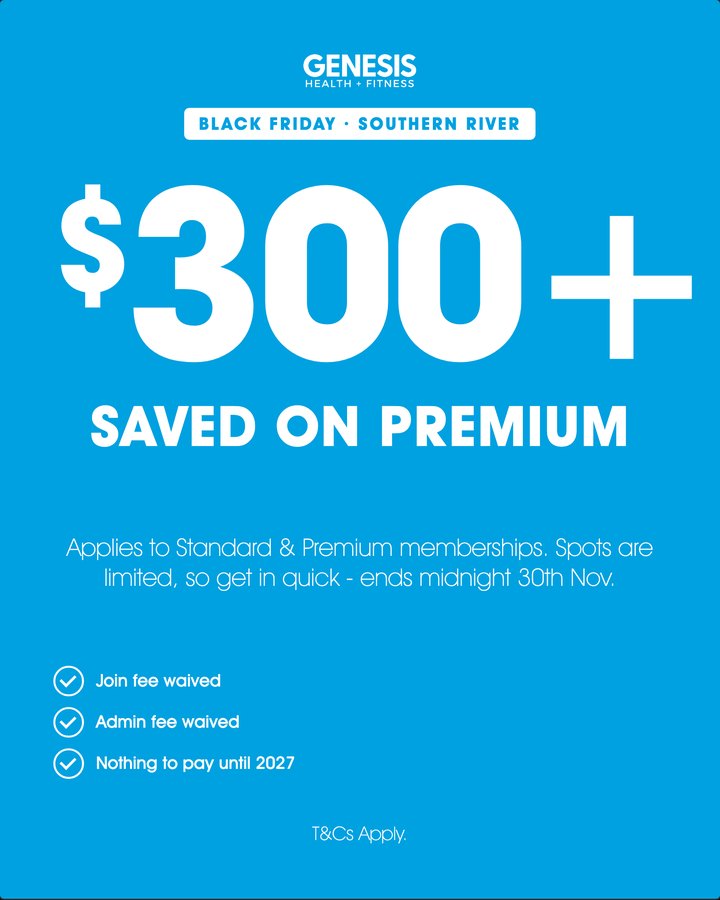 GENESIS
HEALTH + FITNESS
BLACK FRIDAY · SOUTHERN RIVER
$300+
SAVED ON PREMIUM
Applies to Standard & Premium memberships. Spots are
limited, so get in quick - ends midnight 30th Nov.
Join fee waived
Admin fee waived
Nothing to pay until 2027
T&Cs Apply.